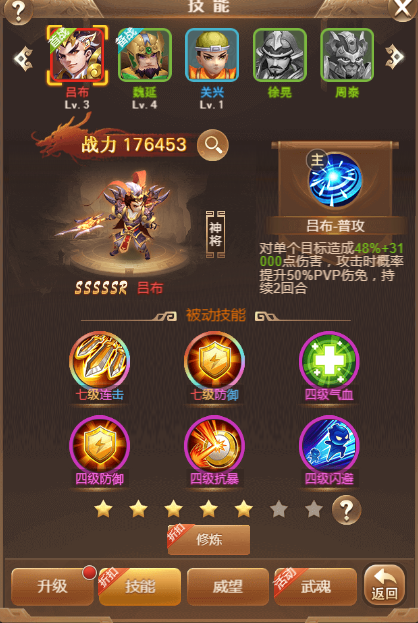 技能
?
首战
备战
吕布
魏延
关兴
徐晃
周泰
Lv.3
Lv.4
Lv.1
战力 176453
主
神将
吕布-普攻
对单个目标造成48%+31
000点伤害，攻击时概率
提升50%PVP伤免，持
续2回合
SSSSSR 吕布
被动技能
七级连击
七级防御
四级气血
四级防御
四级抗暴
四级闪避
?
折扣
修炼
升级
折扣
技能
威望
活动
武魂
返回